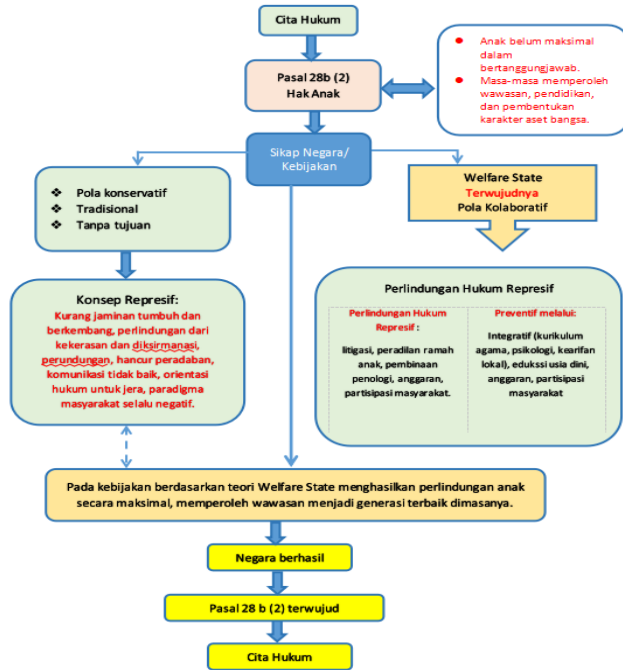 Cita Hukum
Pasal 28b (2)
Hak Anak
Anak belum maksimal
dalam
bertanggungjawab.
Masa-masa memperoleh
wawasan, pendidikan,
dan pembentukan
karakter aset bangsa.
Sikap Negara/
Kebijakan
Pola konservatif
Tradisional
Tanpa tujuan
Welfare State
Terwujudnya
Pola Kolaboratif
Konsep Represif:
Kurang jaminan tumbuh dan
berkembang, perlindungan dari
kekerasan dan diksirmanasi,
perundungan, hancur peradaban,
komunikasi tidak baik, orientasi
hukum untuk jera, paradigma
masyarakat selalu negatif.
Perlindungan Hukum Represif
Perlindungan Hukum
Represif :
litigasi, peradilan ramah
anak, pembinaan
penologi, anggaran,
partisipasi masyarakat.
Preventif melalui:
Integratif (kurikulum
agama, psikologi, kearifan
lokal), edukssi usia dini,
anggaran, partisipasi
masyarakat
Pada kebijakan berdasarkan teori Welfare State menghasilkan perlindungan anak
secara maksimal, memperoleh wawasan menjadi generasi terbaik dimasanya.
Negara berhasil
Pasal 28 b (2) terwujud
Cita Hukum